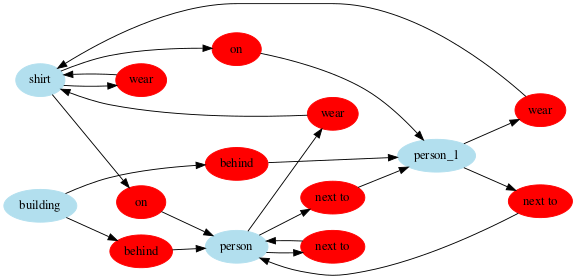 on
shirt
wear
wear
wear
person_1
behind
next to
building
on
next to
person
next to
behind